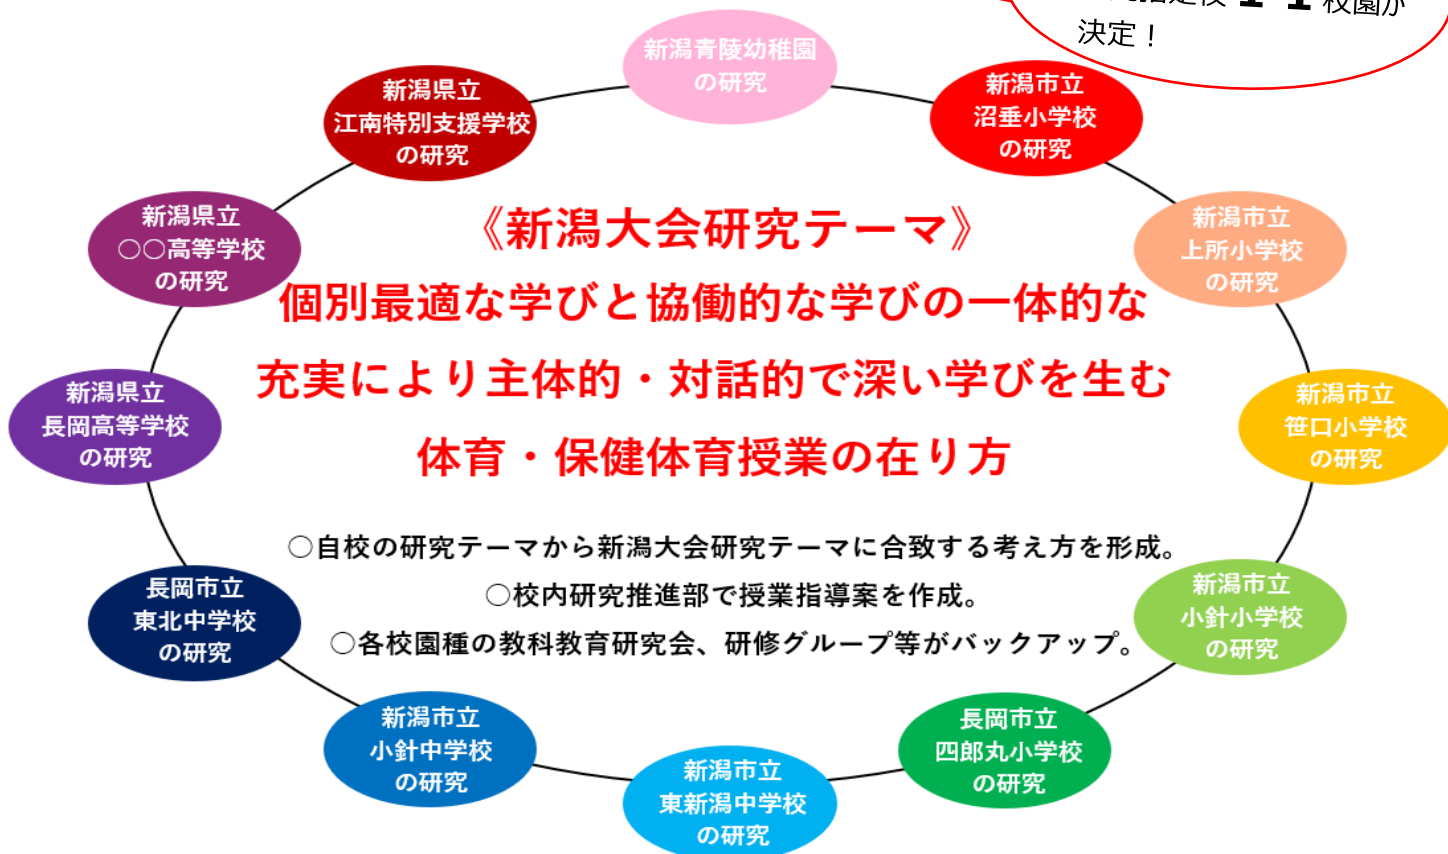 校園が
決定！
新潟青陵幼稚園
の研究
新潟市立
沼垂小学校
の研究
新潟市立
上所小学校
の研究
新潟市立
笹口小学校
の研究
新潟市立
小針小学校
の研究
長岡市立
四郎丸小学校
の研究
新潟市立
東新潟中学校
の研究
新潟市立
小針中学校
の研究
長岡市立
東北中学校
の研究
新潟県立
長岡高等学校
の研究
新潟県立
○○高等学校
の研究
新潟県立
江南特別支援学校
の研究
《新潟大会研究テーマ》
個別最適な学びと協働的な学びの一体的な
充実により主体的・対話的で深い学びを生む
体育・保健体育授業の在り方
○自校の研究テーマから新潟大会研究テーマに合致する考え方を形成。
○校内研究推進部で授業指導案を作成。
○各校園種の教科教育研究会、研修グループ等がバックアップ。